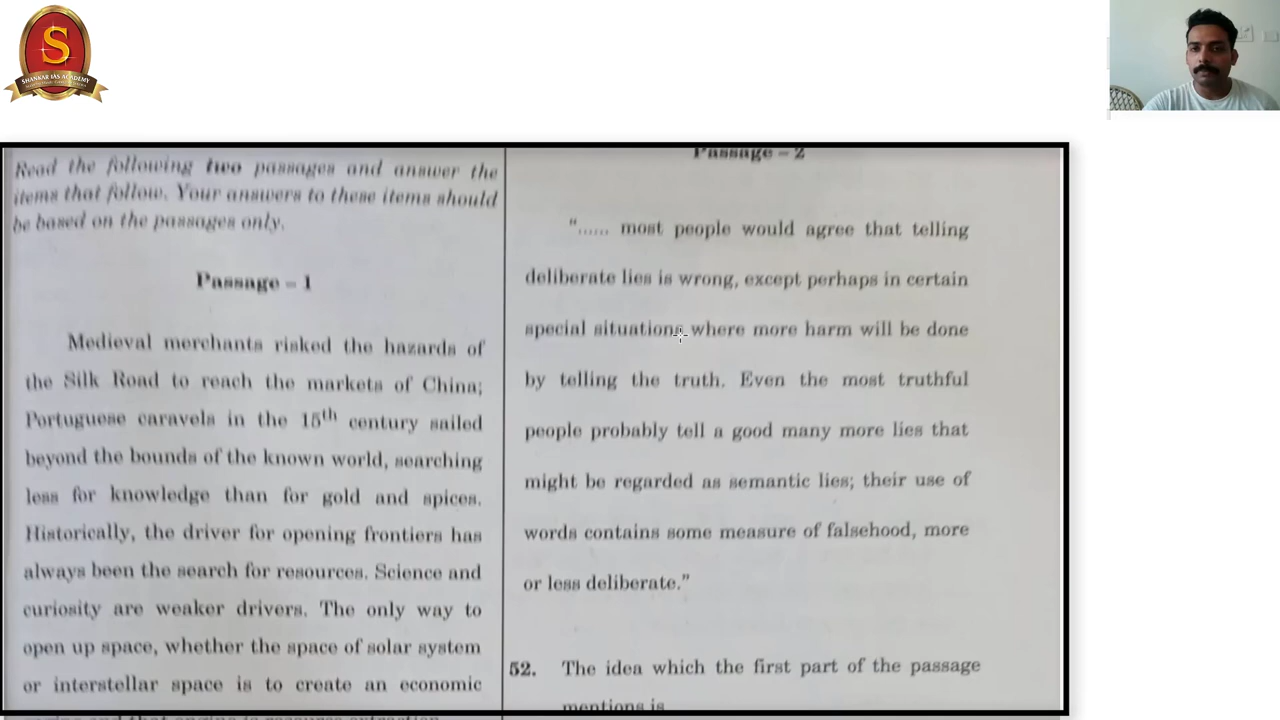 S
SHANKAR IAS ACADEMY
Read the following two passages and answer the
items that follow. Your answers to these items should
be based on the passages only.
Passage – 1
Medieval merchants risked the hazards of
the Silk Road to reach the markets of China;
Portuguese caravels in the 15th century sailed
beyond the bounds of the known world, searching
less for knowledge than for gold and spices.
Historically, the driver for opening frontiers has
always been the search for resources. Science and
curiosity are weaker drivers. The only way to
open up space, whether the space of solar system
or interstellar space is to create an economic
Passage – 2
"...... most people would agree that telling
deliberate lies is wrong, except perhaps in certain
special situations where more harm will be done
by telling the truth. Even the most truthful
people probably tell a good many more lies that
might be regarded as semantic lies; their use of
words contains some measure of falsehood, more
or less deliberate."
52. The idea which the first part of the passage
mentions is